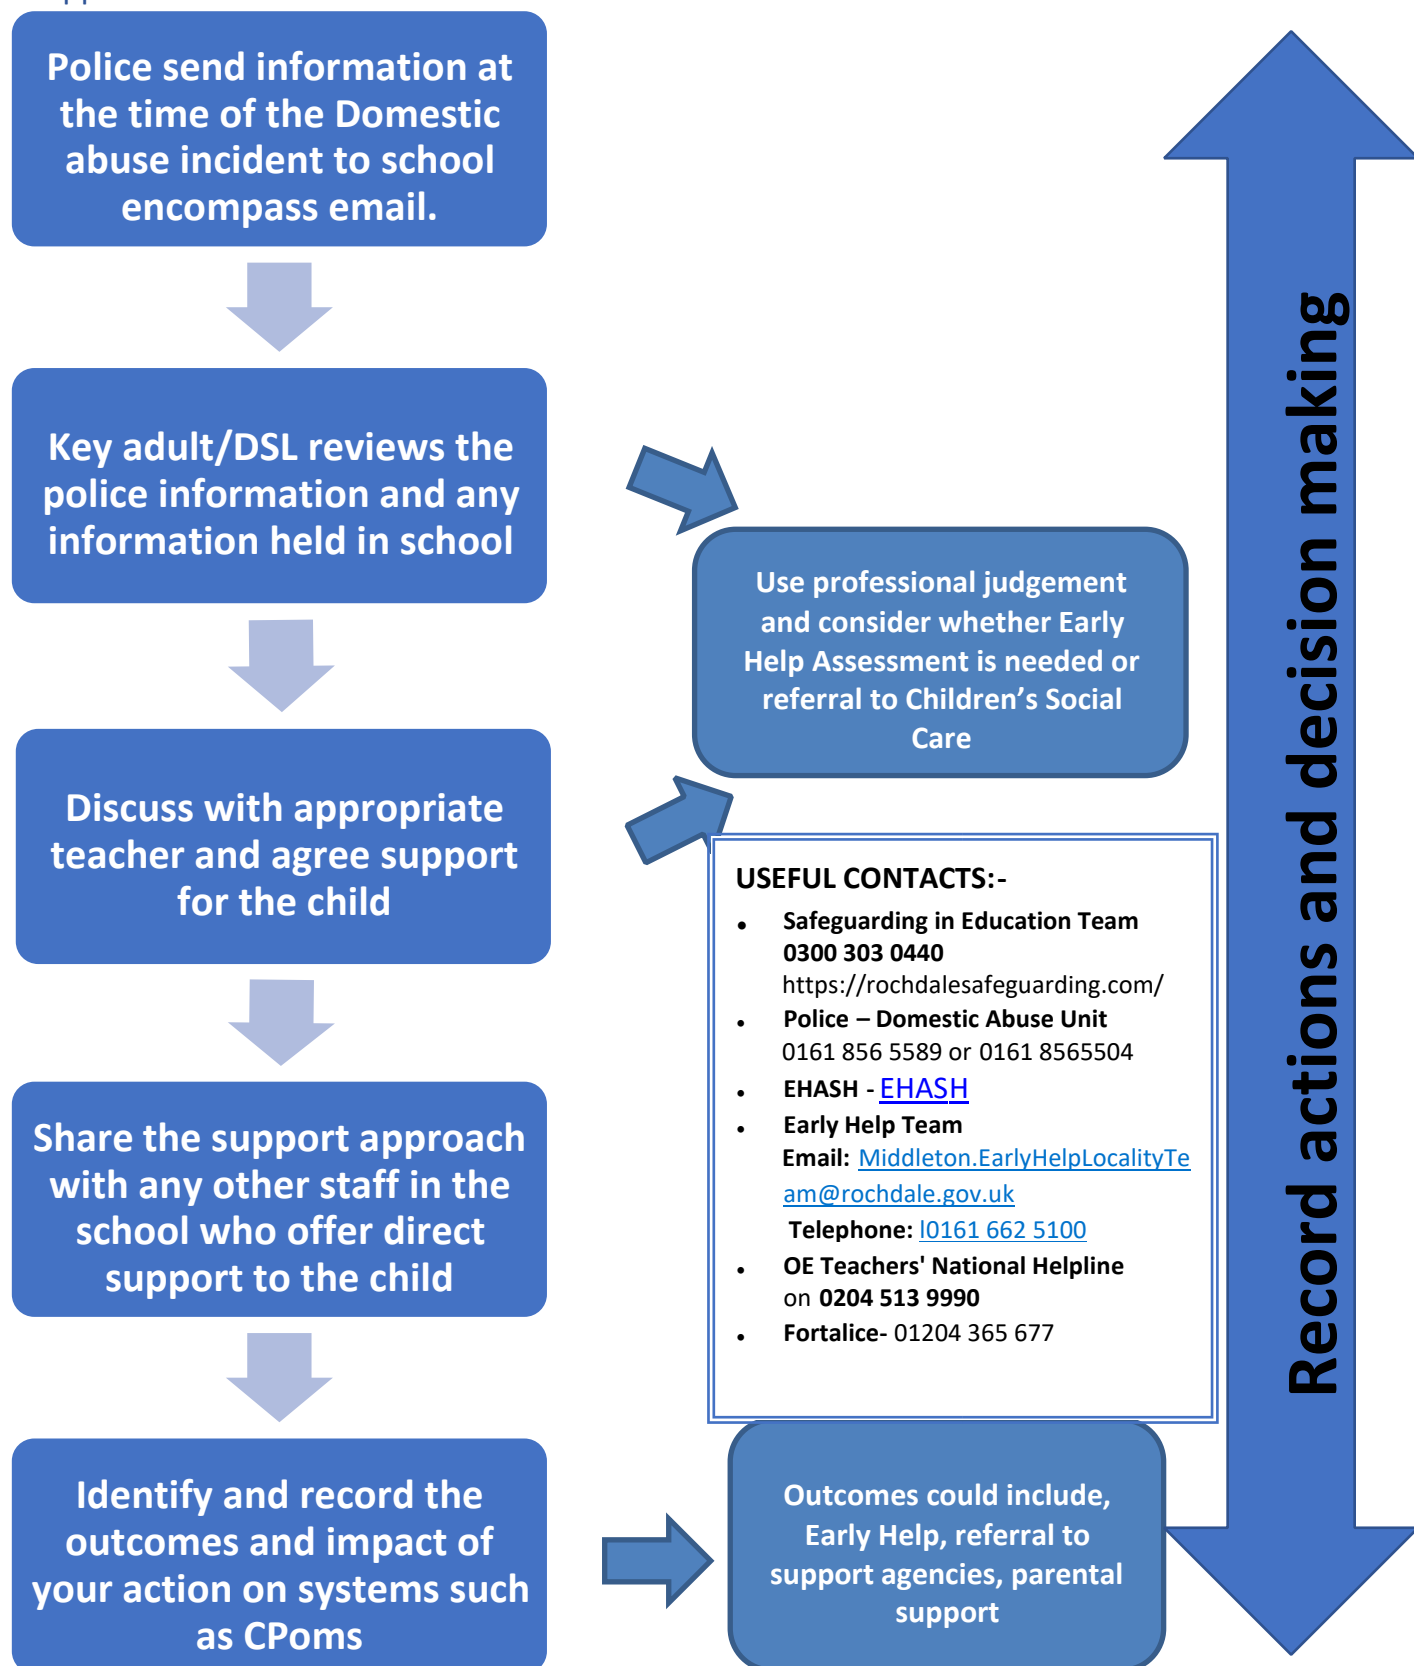 Police send information at
the time of the Domestic
abuse incident to school
encompass email.
Key adult/DSL reviews the
police information and any
information held in school
Use professional judgement
and consider whether Early
Help Assessment is needed or
referral to Children’s Social
Care
Discuss with appropriate
teacher and agree support
for the child
USEFUL CONTACTS:-
• Safeguarding in Education Team
0300 303 0440
https://rochdalesafeguarding.com/
• Police – Domestic Abuse Unit
0161 856 5589 or 0161 8565504
• EHASH - EHASH
• Early Help Team
Email: Middleton.EarlyHelpLocalityTe
am@rochdale.gov.uk
Telephone: l0161 662 5100
• OE Teachers' National Helpline
on 0204 513 9990
• Fortalice- 01204 365 677
Share the support approach
with any other staff in the
school who offer direct
support to the child
Identify and record the
outcomes and impact of
your action on systems such
as CPoms
Outcomes could include,
Early Help, referral to
support agencies, parental
support
Record actions and decision making